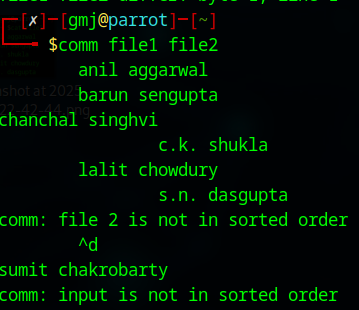 ┌─[✗]─[gmj@parrot]─[~]
└──╼ $comm file1 file2
anil aggarwal
barun sengupta
chanchal singhvi
c.k. shukla
lalit chowdury
s.n. dasgupta
comm: file 2 is not in sorted order
^d
sumit chakrobarty
comm: input is not in sorted order